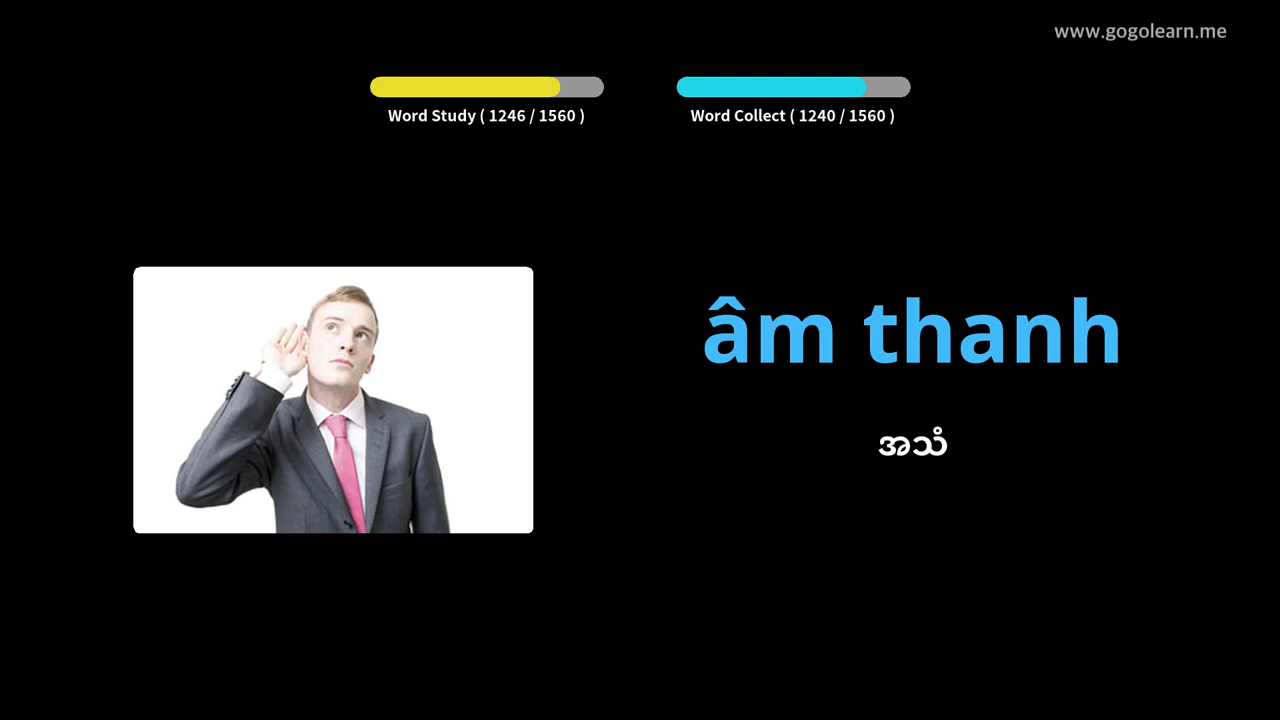 www.gogolearn.me
Word Study ( 1246 / 1560 )
Word Collect ( 1240 / 1560 )
âm thanh
အသံ